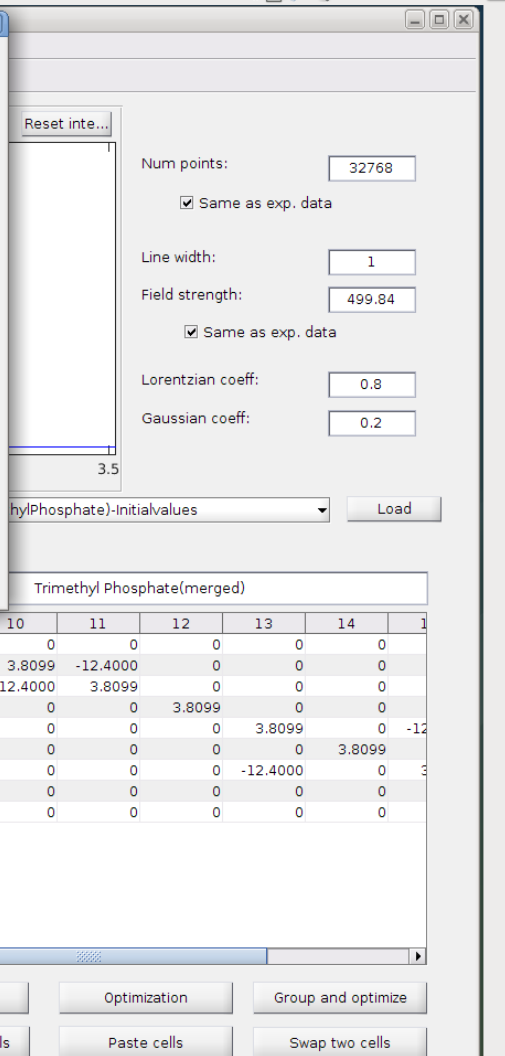 Reset inte...
Num points: 32768
Same as exp. data
Line width: 1
Field strength: 499.84
Same as exp. data
Lorentzian coeff: 0.8
Gaussian coeff: 0.2
3.5
hylPhosphate)-Initialvalues Load
Trimethyl Phosphate(merged)
10 11 12 13 14 1
0 0 0 0 0
3.8099 -12.4000 0 0 0
12.4000 3.8099 0 0 0
0 0 3.8099 0 0
0 0 0 3.8099 0 -12
0 0 0 0 3.8099
0 0 0 -12.4000 0 3
0 0 0 0 0
0 0 0 0 0
Optimization Group and optimize
ls Paste cells Swap two cells